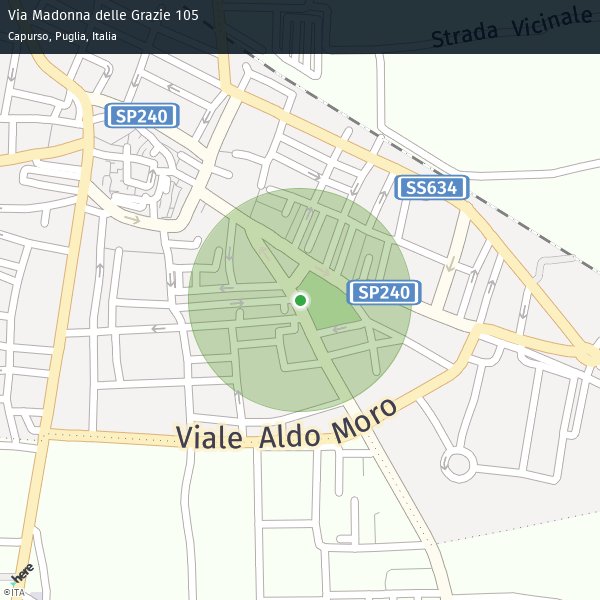 Via Madonna delle Grazie 105
Capurso, Puglia, Italia
Strada Vicinale
SP240
SS634
SP240
Viale Aldo Moro
here
©ITA